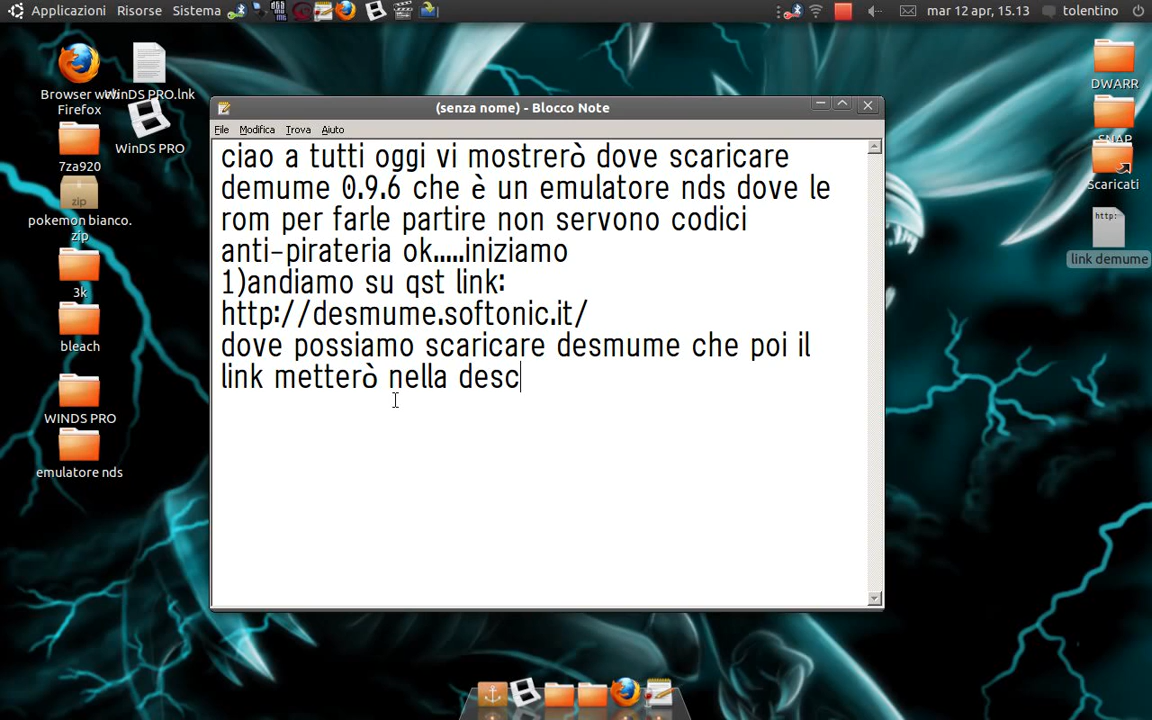 Applicazioni Risorse Sistema
mar 12 apr, 15.13
tolentino
Browser web
Firefox
WinDS PRO.lnk
WinDS PRO
7za920
zip
pokemon bianco.
zip
3k
bleach
WINDS PRO
emulatore nds
DWARR
SNAP
Scaricati
http:
link demume
(senza nome) - Blocco Note
File Modifica Trova Aiuto
ciao a tutti oggi vi mostrerò dove scaricare
demume 0.9.6 che è un emulatore nds dove le
rom per farle partire non servono codici
anti-pirateria ok.....iniziamo
1)andiamo su qst link:
http://desmume.softonic.it/
dove possiamo scaricare desmume che poi il
link metterò nella desc